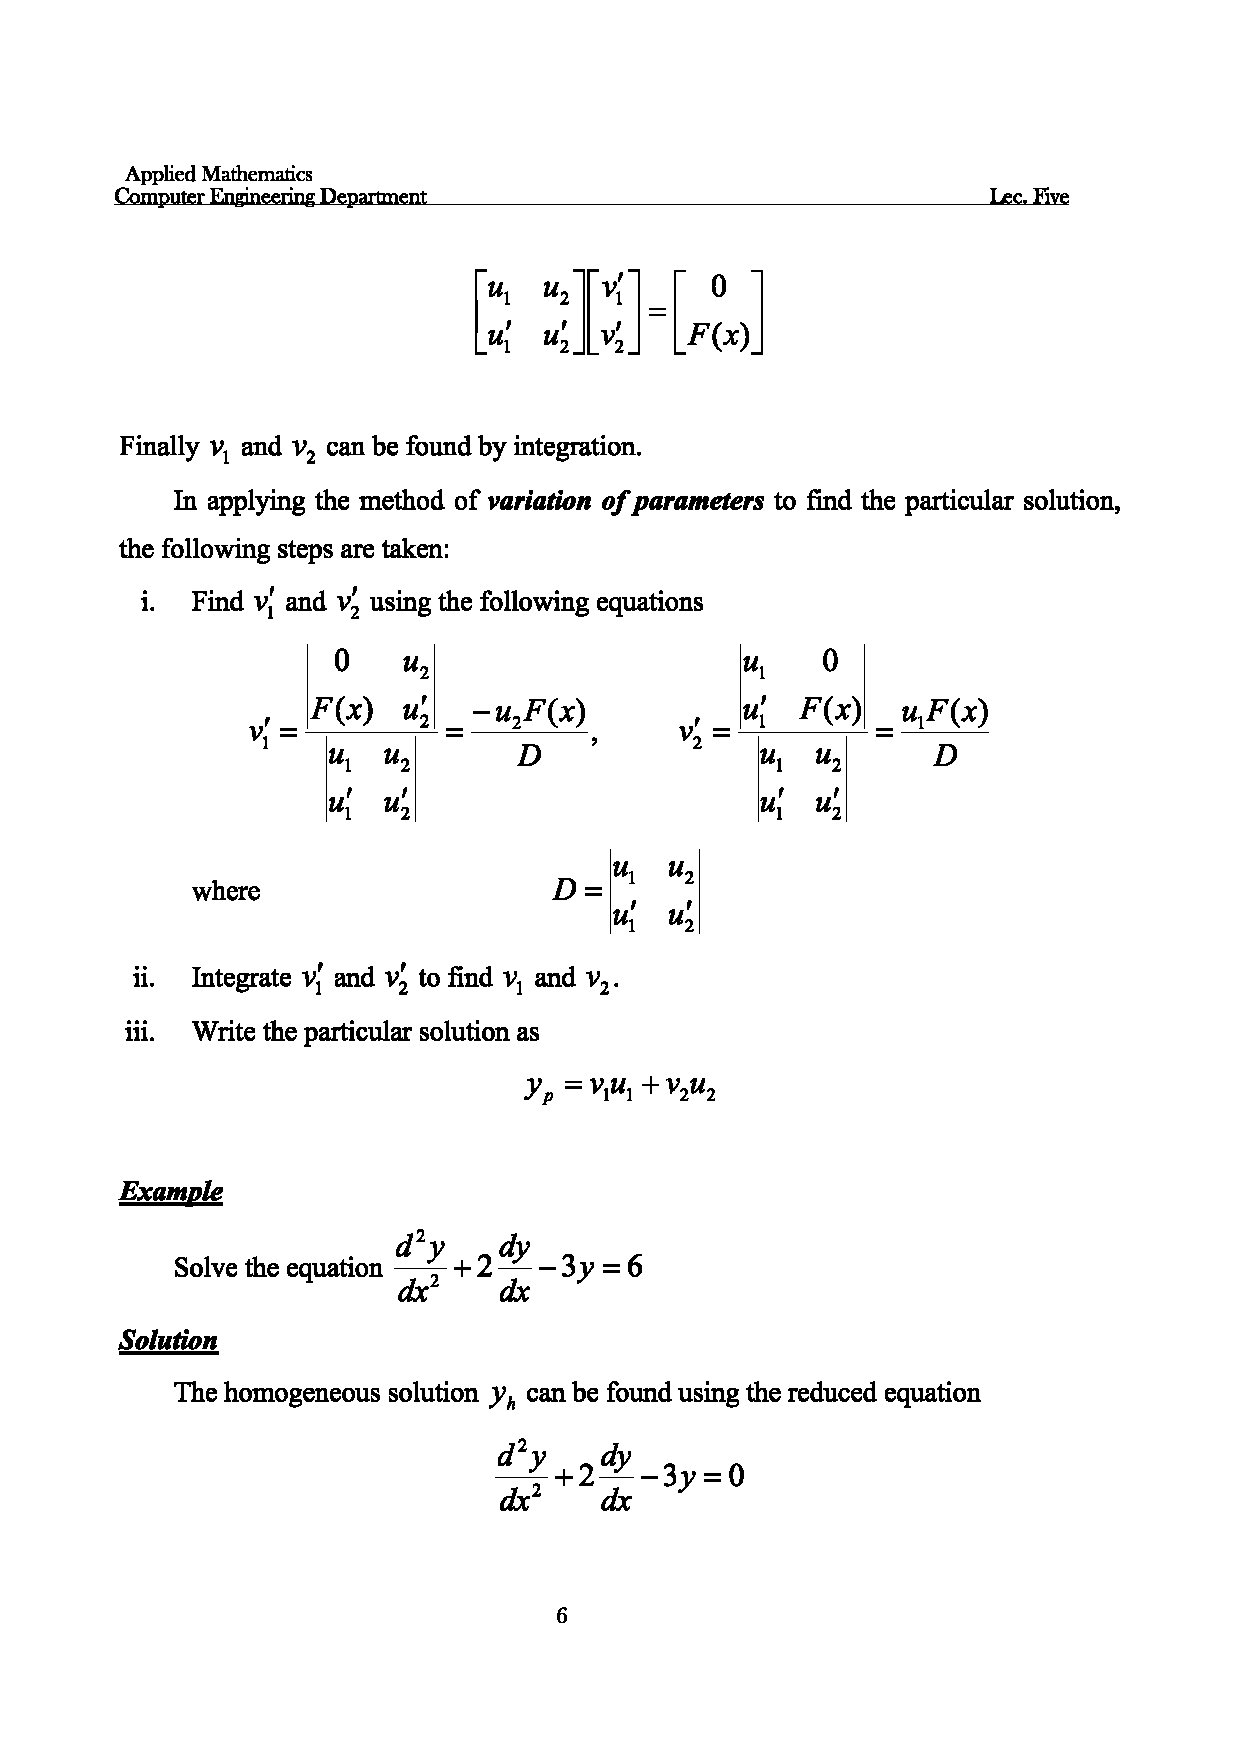 Applied Mathematics
Computer Engineering Department Lec. Five
[u₁ u₂; u₁′ u₂′][v₁′; v₂′] = [0; F(x)]
Finally v₁ and v₂ can be found by integration.
In applying the method of variation of parameters to find the particular solution,
the following steps are taken:
i. Find v₁′ and v₂′ using the following equations
v₁′ = |0 u₂; F(x) u₂′| / |u₁ u₂; u₁′ u₂′| = −u₂F(x) / D, v₂′ = |u₁ 0; u₁′ F(x)| / |u₁ u₂; u₁′ u₂′| = u₁F(x) / D
where D = |u₁ u₂; u₁′ u₂′|
ii. Integrate v₁′ and v₂′ to find v₁ and v₂.
iii. Write the particular solution as
y_p = v₁u₁ + v₂u₂
Example
Solve the equation d²y/dx² + 2 dy/dx − 3y = 6
Solution
The homogeneous solution y_h can be found using the reduced equation
d²y/dx² + 2 dy/dx − 3y = 0
6